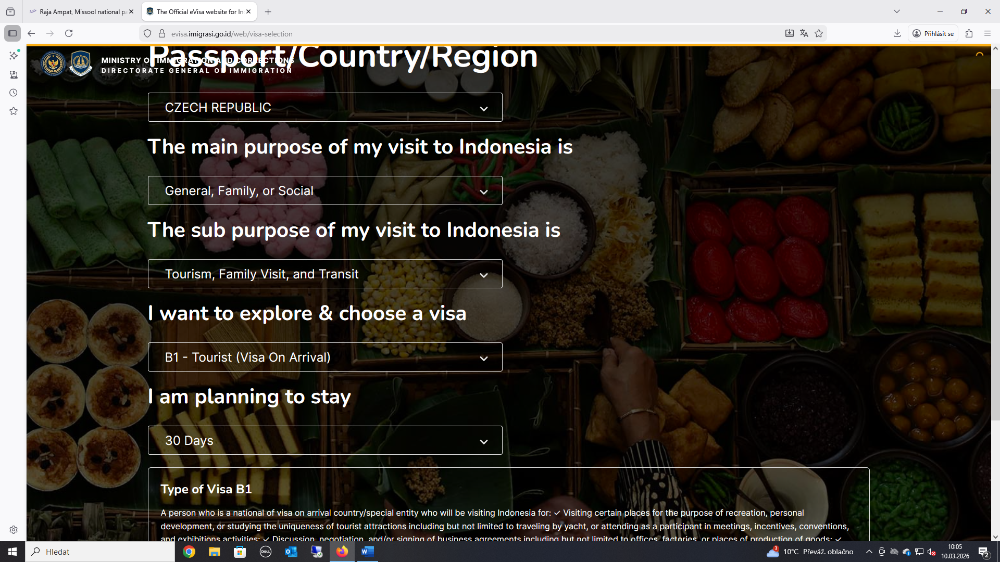 Raja Ampat, Missool national pa
The Official eVisa website for In
evisa.imigrasi.go.id/web/visa-selection
Přihlásit se
MINISTRY OF IMMIGRATION AND CORRECTIONS
DIRECTORATE GENERAL OF IMMIGRATION
Passport/Country/Region
CZECH REPUBLIC
The main purpose of my visit to Indonesia is
General, Family, or Social
The sub purpose of my visit to Indonesia is
Tourism, Family Visit, and Transit
I want to explore & choose a visa
B1 - Tourist (Visa On Arrival)
I am planning to stay
30 Days
Type of Visa B1
A person who is a national of visa on arrival country/special entity who will be visiting Indonesia for: ✓ Visiting certain places for the purpose of recreation, personal
development, or studying the uniqueness of tourist attractions including but not limited to traveling by yacht, or attending as a participant in meetings, incentives, conventions,
and exhibitions activities; ✓ Discussion, negotiation, and/or signing of business agreements including but not limited to offices, factories, or places of production of goods; ✓
Hledat
DELL
3
10°C Převáž. oblačno
10:05
10.03.2026
2